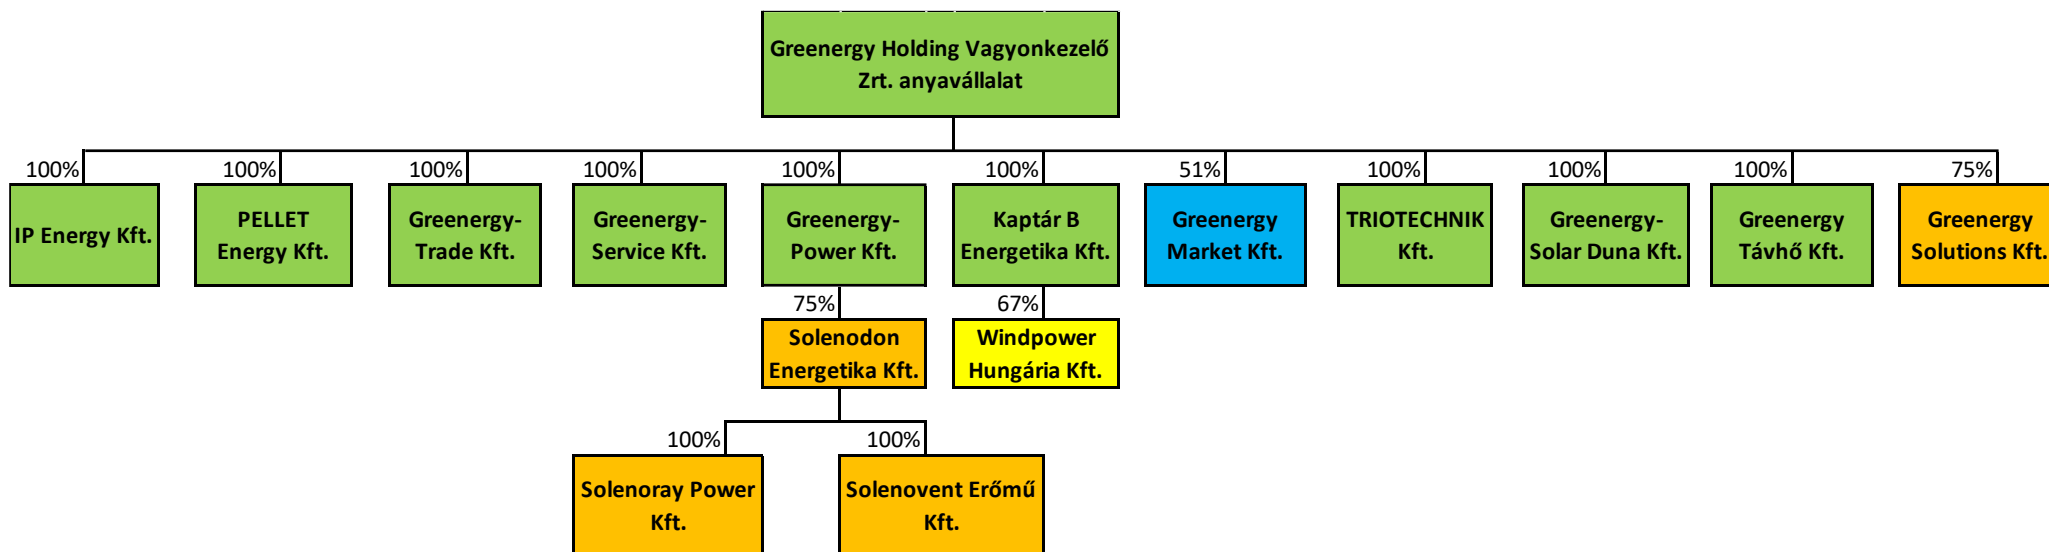 Greenergy Holding Vagyonkezelő
Zrt. anyavállalat
100%
100%
100%
100%
100%
100%
51%
100%
100%
100%
75%
IP Energy Kft.
PELLET
Energy Kft.
Greenergy-
Trade Kft.
Greenergy-
Service Kft.
Greenergy-
Power Kft.
Kaptár B
Energetika Kft.
Greenergy
Market Kft.
TRIOTECHNIK
Kft.
Greenergy-
Solar Duna Kft.
Greenergy
Távhő Kft.
Greenergy
Solutions Kft.
75%
67%
Solenodon
Energetika Kft.
Windpower
Hungária Kft.
100%
100%
Solenoray Power
Kft.
Solenovent Erőmű
Kft.